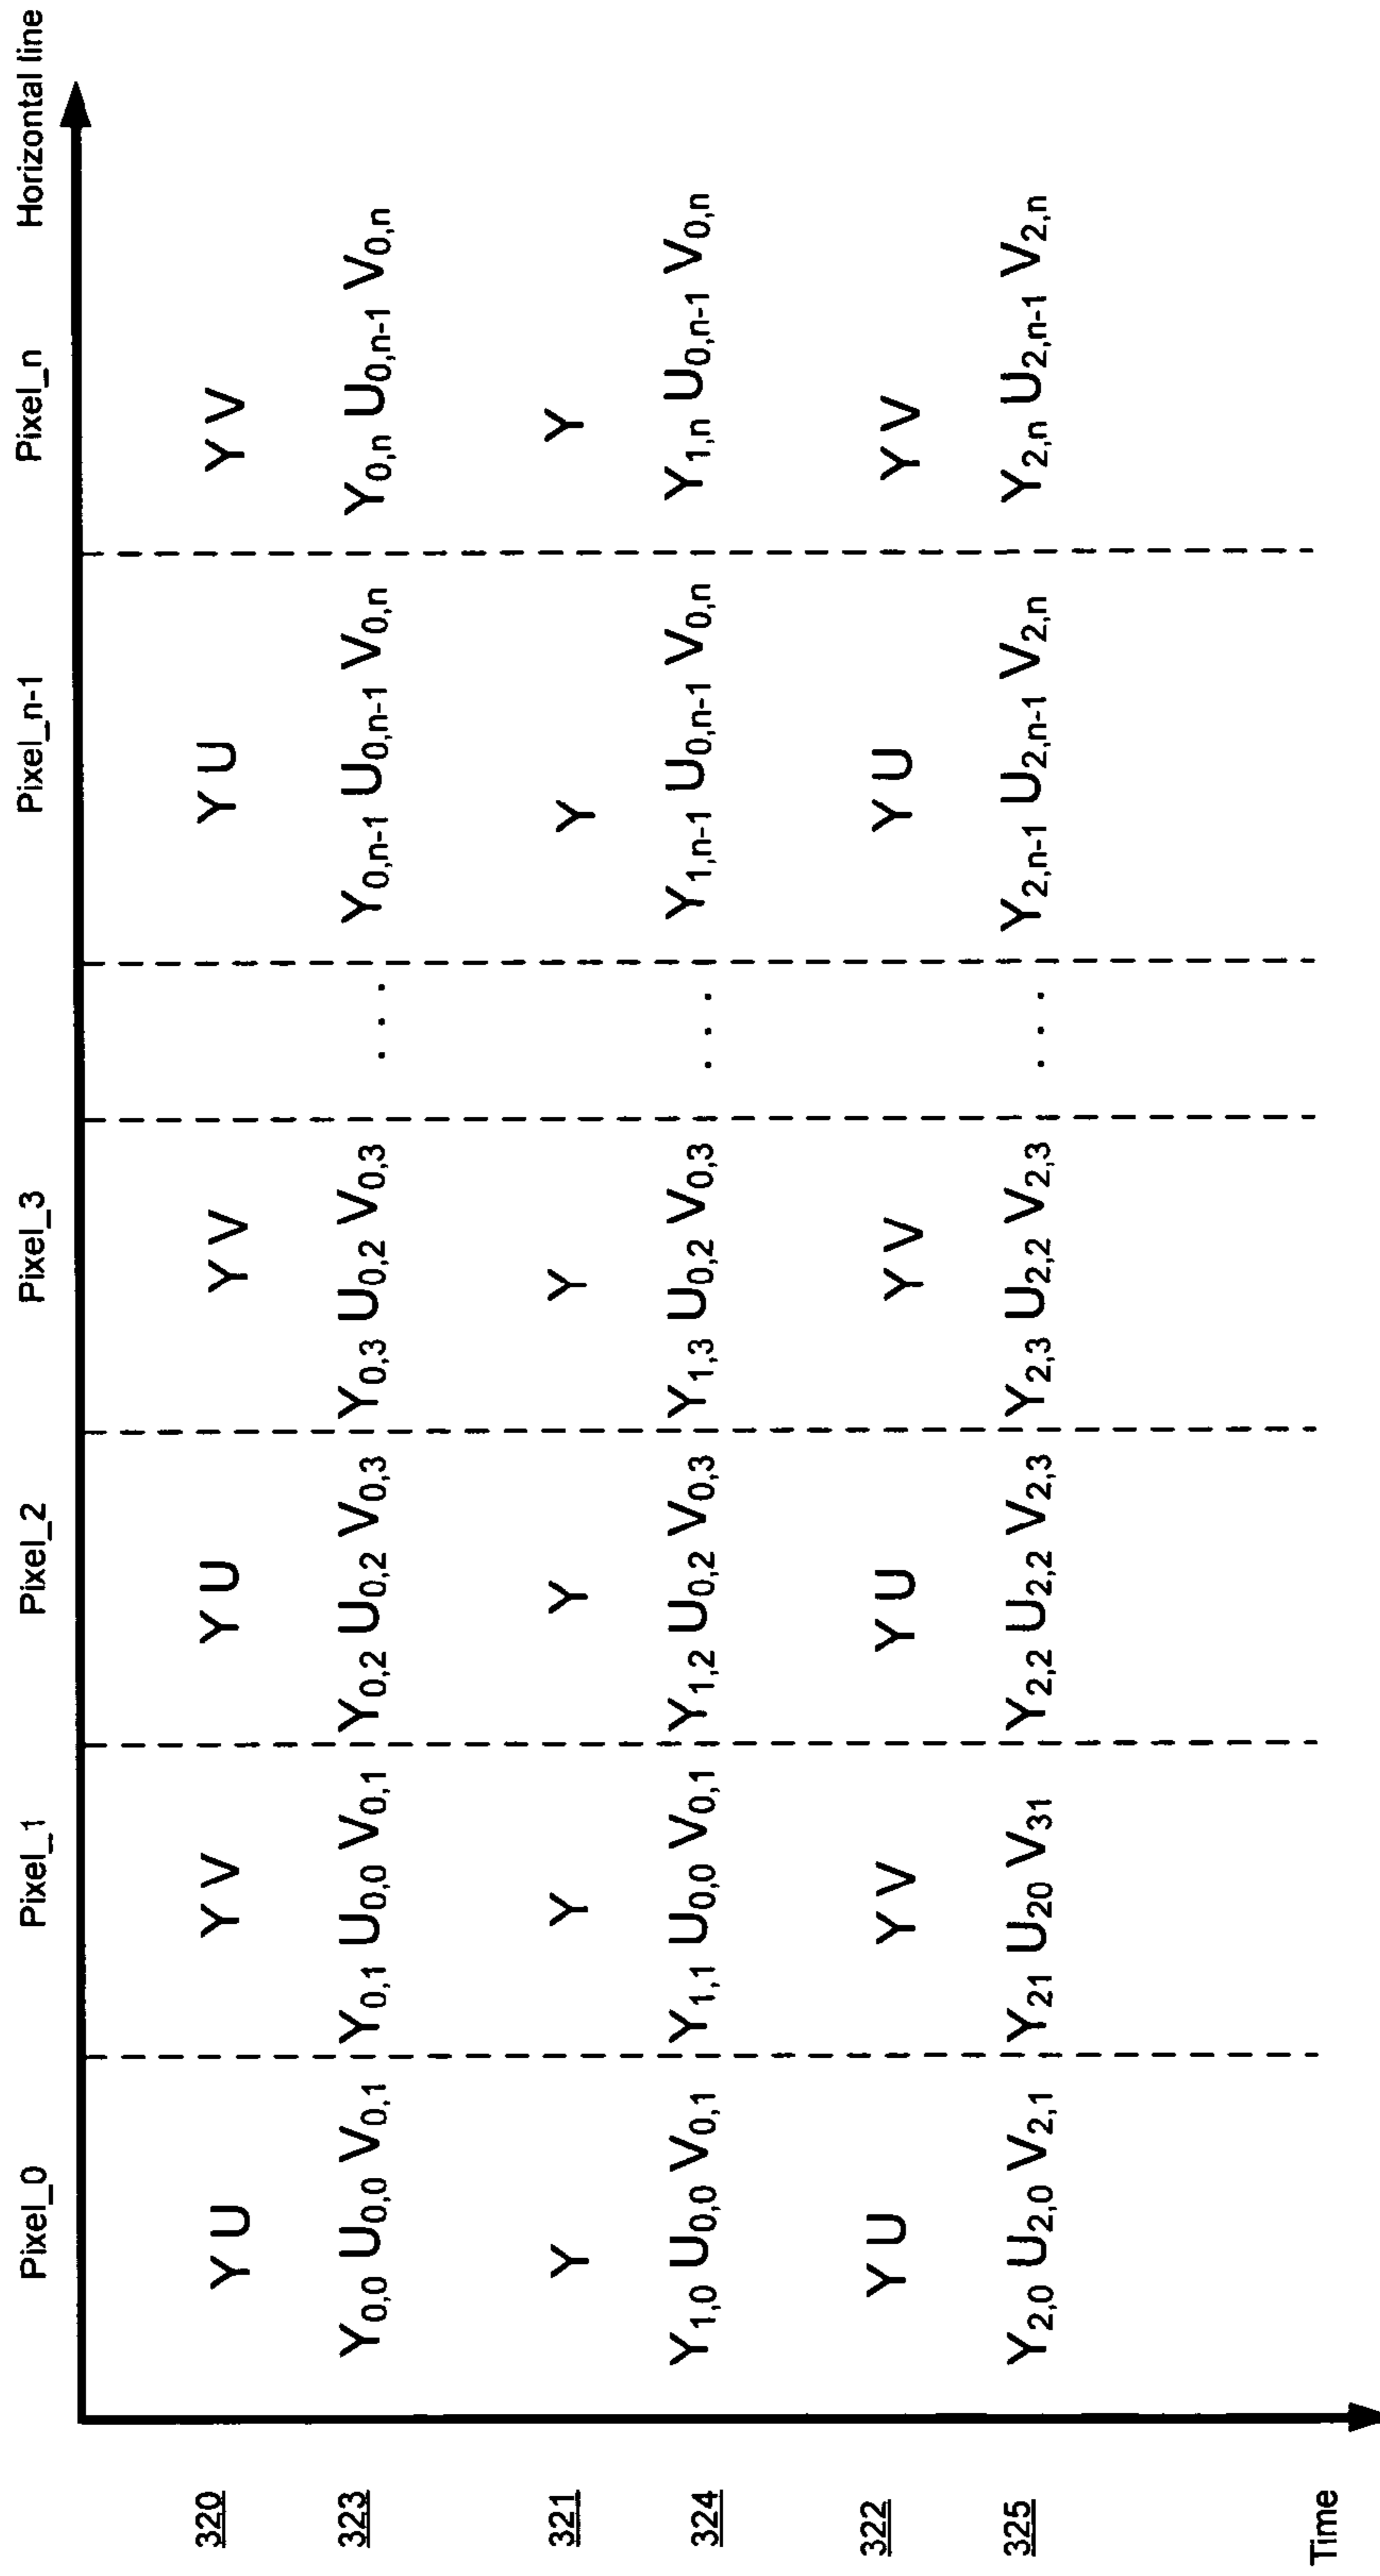 Pixel_0 Pixel_1 Pixel_2 Pixel_3 Pixel_n-1 Pixel_n Horizontal line
320 Y U Y V Y U Y V Y U Y V
323 Y0,0 U0,0 V0,1 Y0,1 U0,0 V0,1 Y0,2 U0,2 V0,3 Y0,3 U0,2 V0,3 . . . Y0,n-1 U0,n-1 V0,n Y0,n U0,n-1 V0,n
321 Y Y Y Y Y Y
324 Y1,0 U0,0 V0,1 Y1,1 U0,0 V0,1 Y1,2 U0,2 V0,3 Y1,3 U0,2 V0,3 . . . Y1,n-1 U0,n-1 V0,n Y1,n U0,n-1 V0,n
322 Y U Y V Y U Y V Y U Y V
325 Y2,0 U2,0 V2,1 Y21 U20 V31 Y2,2 U2,2 V2,3 Y2,3 U2,2 V2,3 . . . Y2,n-1 U2,n-1 V2,n Y2,n U2,n-1 V2,n
Time